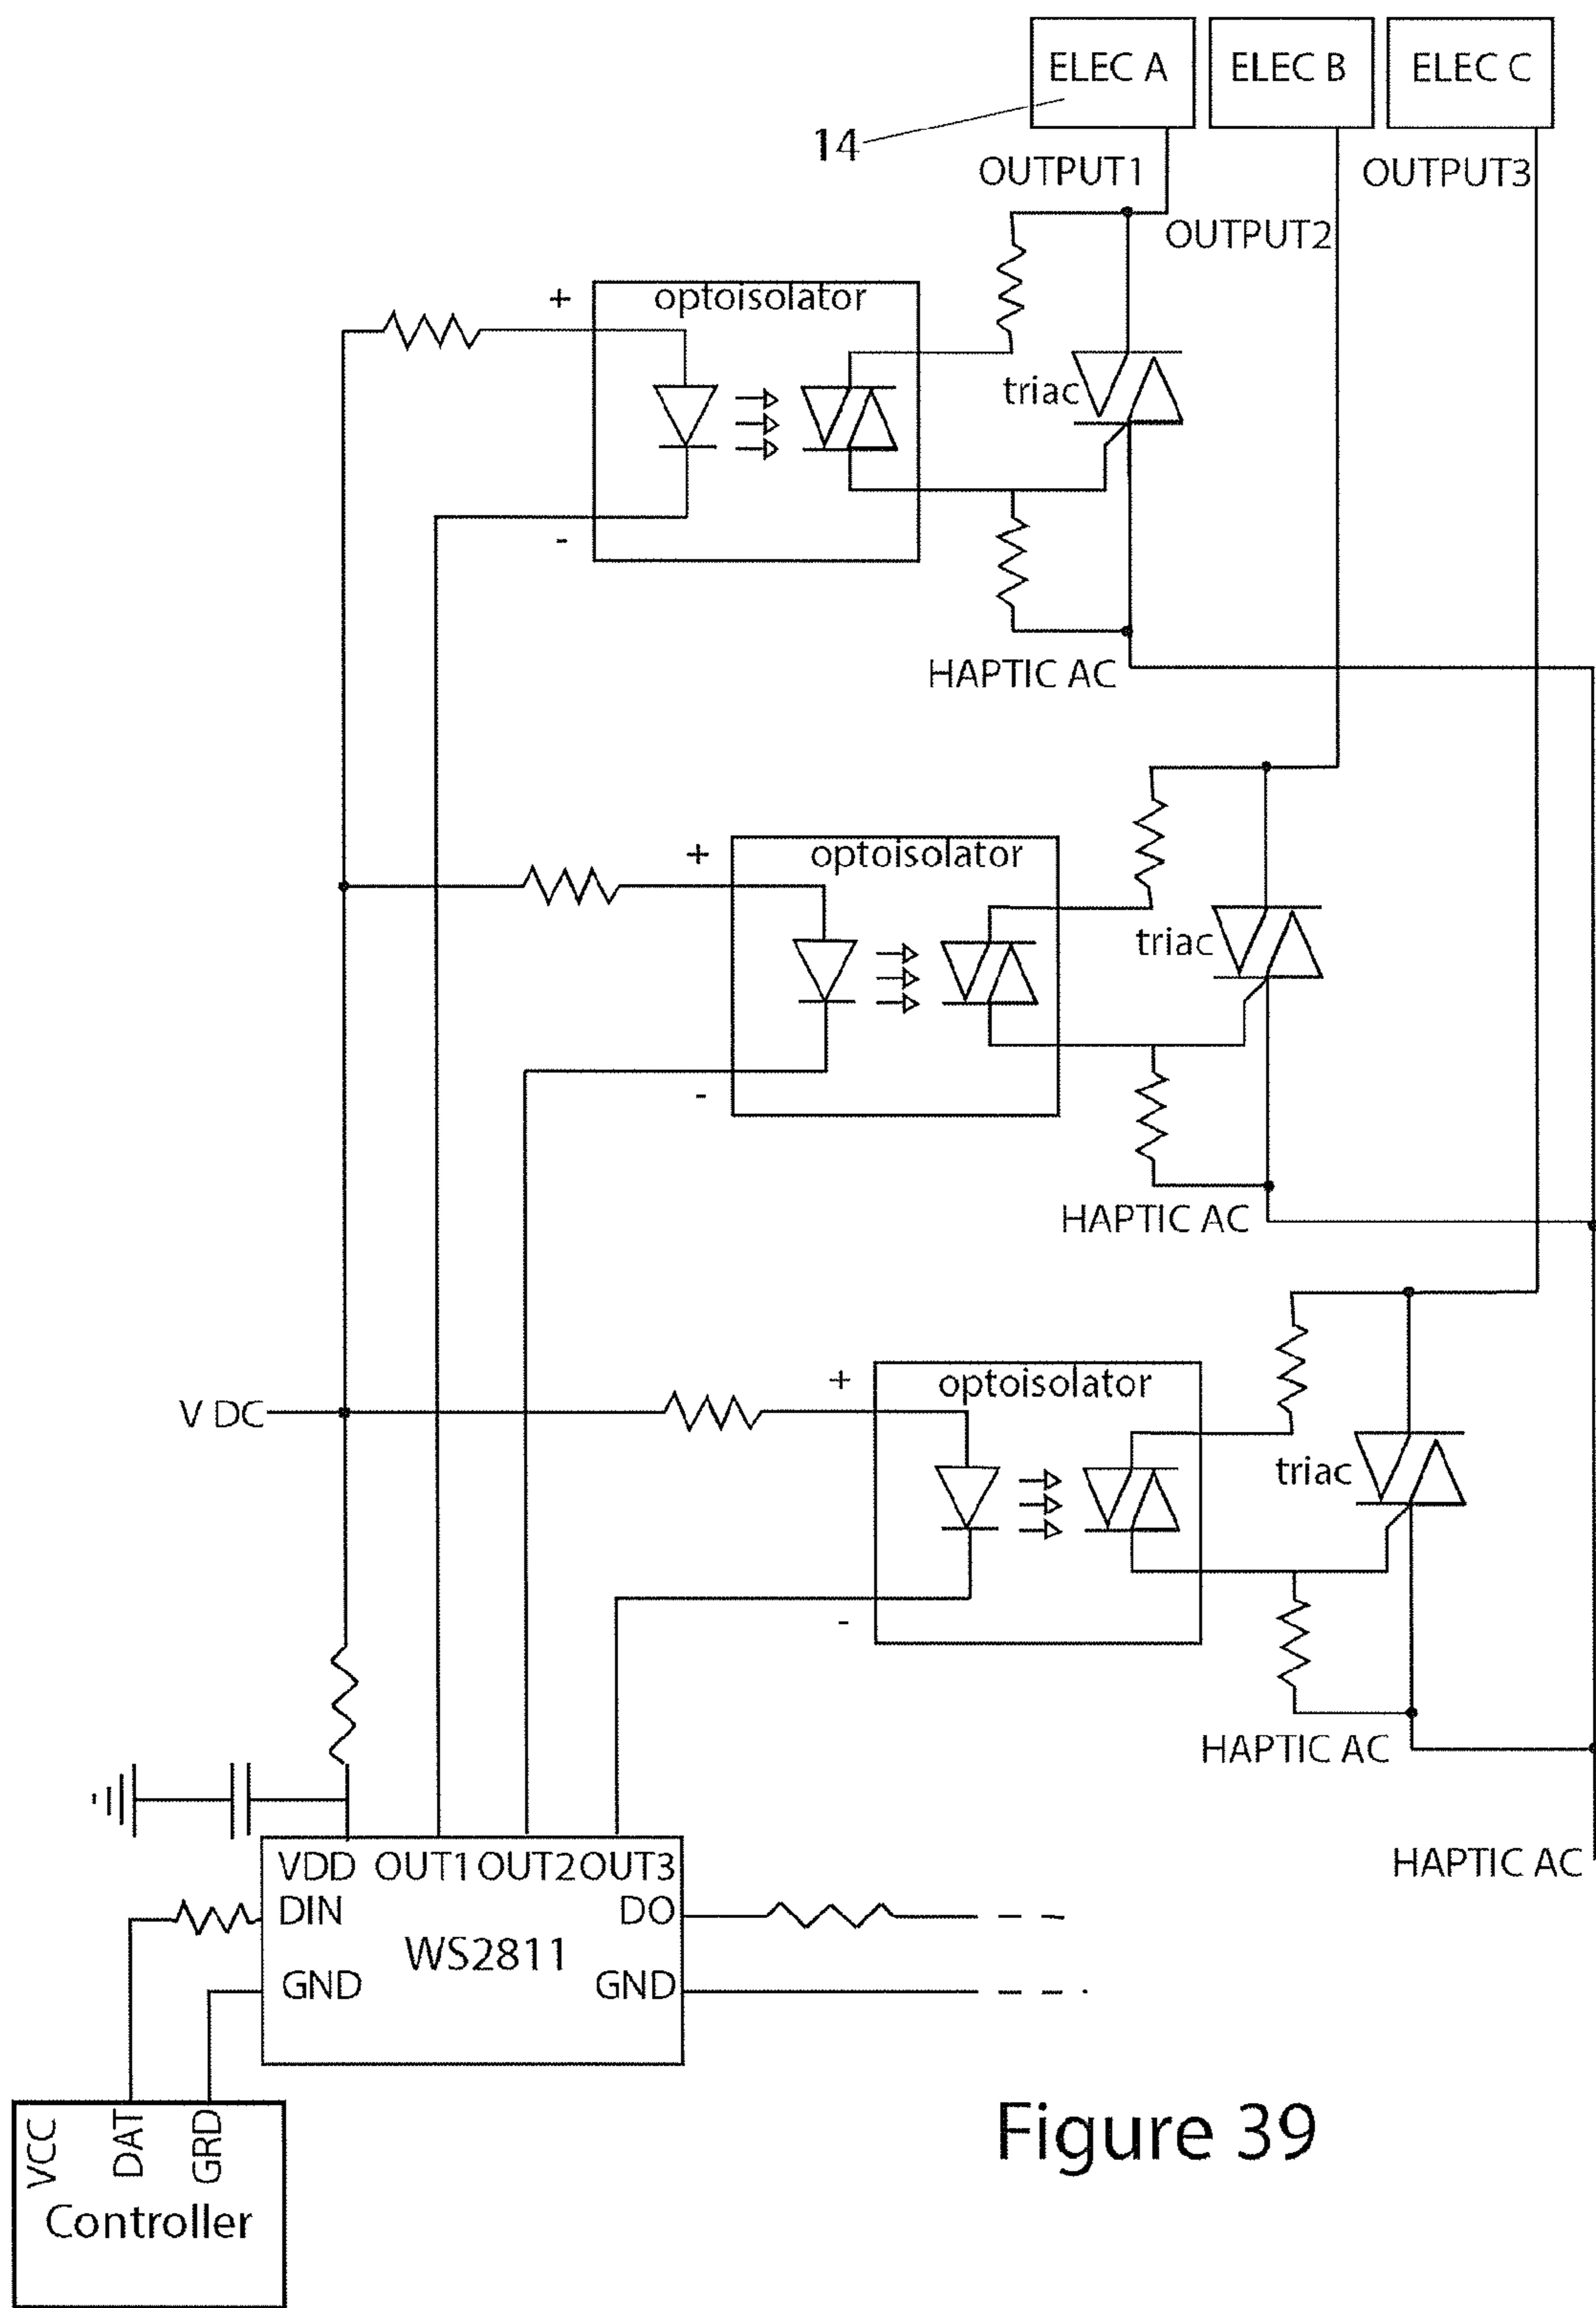 ELEC A ELEC B ELEC C
14
OUTPUT1
OUTPUT3
OUTPUT2
+
optoisolator
triac
-
HAPTIC AC
+
optoisolator
triac
-
HAPTIC AC
V DC
+
optoisolator
triac
-
HAPTIC AC
HAPTIC AC
VDD OUT1 OUT2 OUT3
DIN DO
WS2811
GND GND
VCC DAT GRD
Controller
Figure 39